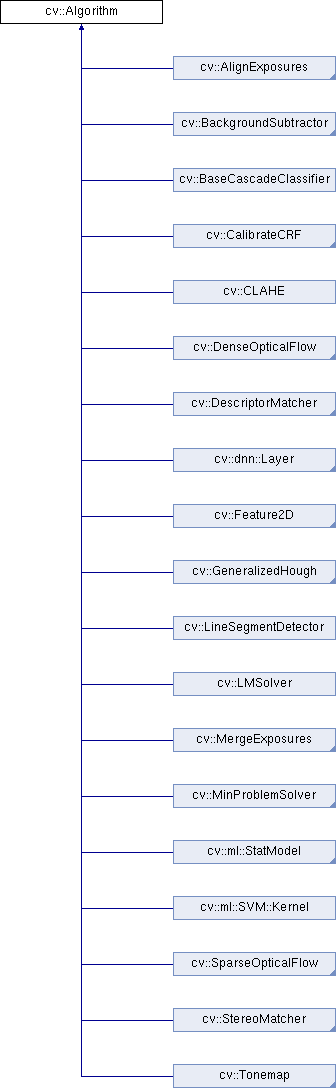 cv::Algorithm
cv::AlignExposures
cv::BackgroundSubtractor
cv::BaseCascadeClassifier
cv::CalibrateCRF
cv::CLAHE
cv::DenseOpticalFlow
cv::DescriptorMatcher
cv::dnn::Layer
cv::Feature2D
cv::GeneralizedHough
cv::LineSegmentDetector
cv::LMSolver
cv::MergeExposures
cv::MinProblemSolver
cv::ml::StatModel
cv::ml::SVM::Kernel
cv::SparseOpticalFlow
cv::StereoMatcher
cv::Tonemap